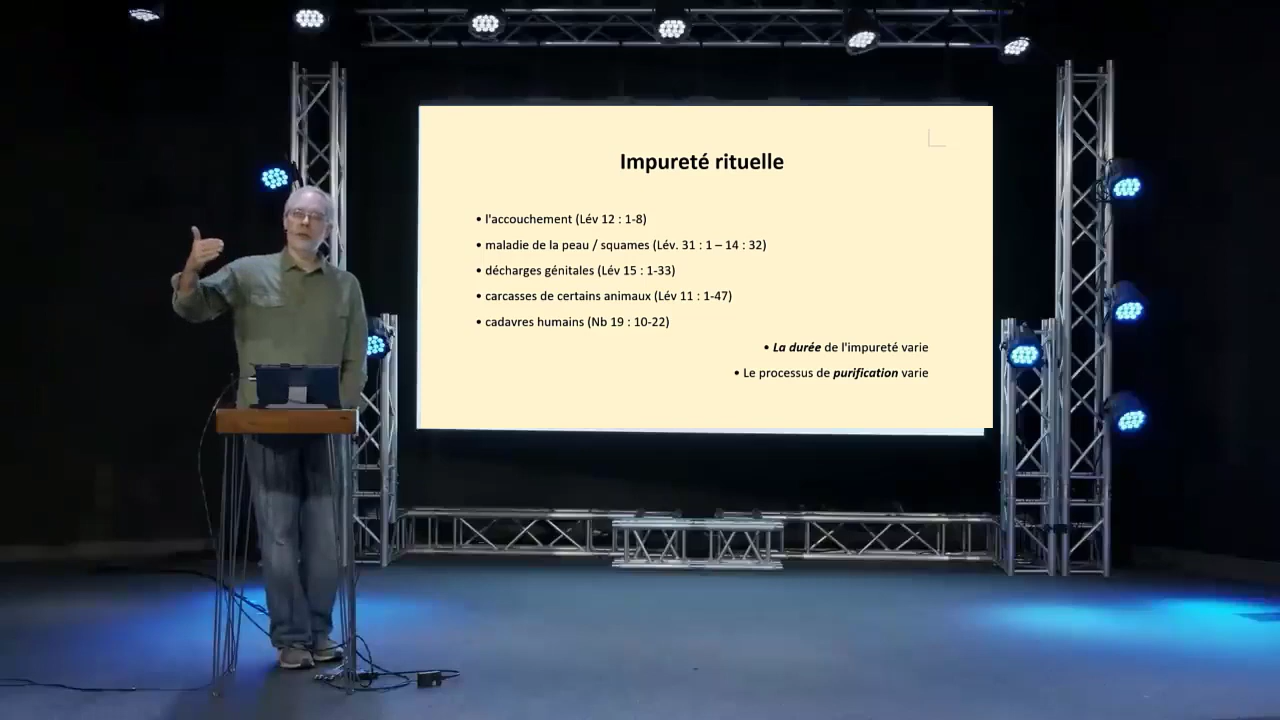 Impureté rituelle
• l'accouchement (Lév 12 : 1-8)
• maladie de la peau / squames (Lév. 31 : 1 – 14 : 32)
• décharges génitales (Lév 15 : 1-33)
• carcasses de certains animaux (Lév 11 : 1-47)
• cadavres humains (Nb 19 : 10-22)
• La durée de l'impureté varie
• Le processus de purification varie